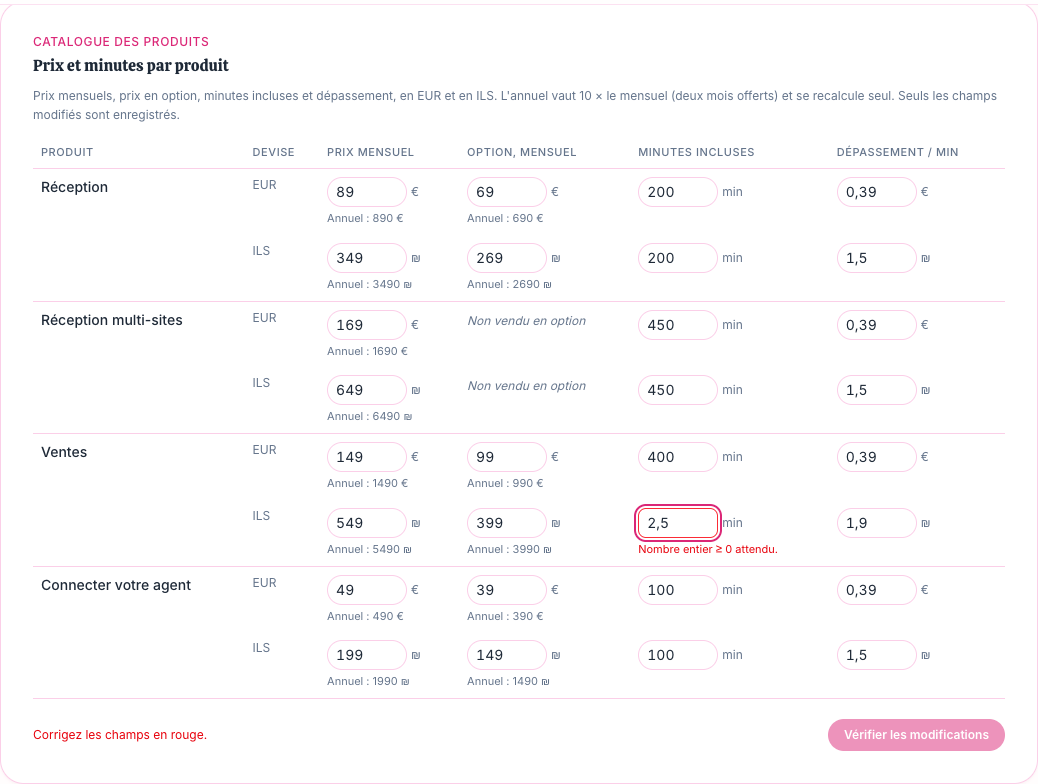 CATALOGUE DES PRODUITS
Prix et minutes par produit
Prix mensuels, prix en option, minutes incluses et dépassement, en EUR et en ILS. L'annuel vaut 10 × le mensuel (deux mois offerts) et se recalcule seul. Seuls les champs
modifiés sont enregistrés.
PRODUIT DEVISE PRIX MENSUEL OPTION, MENSUEL MINUTES INCLUSES DÉPASSEMENT / MIN
Réception EUR 89 € 69 € 200 min 0,39 €
Annuel : 890 € Annuel : 690 €
ILS 349 ₪ 269 ₪ 200 min 1,5 ₪
Annuel : 3490 ₪ Annuel : 2690 ₪
Réception multi-sites EUR 169 € Non vendu en option 450 min 0,39 €
Annuel : 1690 €
ILS 649 ₪ Non vendu en option 450 min 1,5 ₪
Annuel : 6490 ₪
Ventes EUR 149 € 99 € 400 min 0,39 €
Annuel : 1490 € Annuel : 990 €
ILS 549 ₪ 399 ₪ 2,5 min 1,9 ₪
Annuel : 5490 ₪ Annuel : 3990 ₪ Nombre entier ≥ 0 attendu.
Connecter votre agent EUR 49 € 39 € 100 min 0,39 €
Annuel : 490 € Annuel : 390 €
ILS 199 ₪ 149 ₪ 100 min 1,5 ₪
Annuel : 1990 ₪ Annuel : 1490 ₪
Corrigez les champs en rouge. Vérifier les modifications